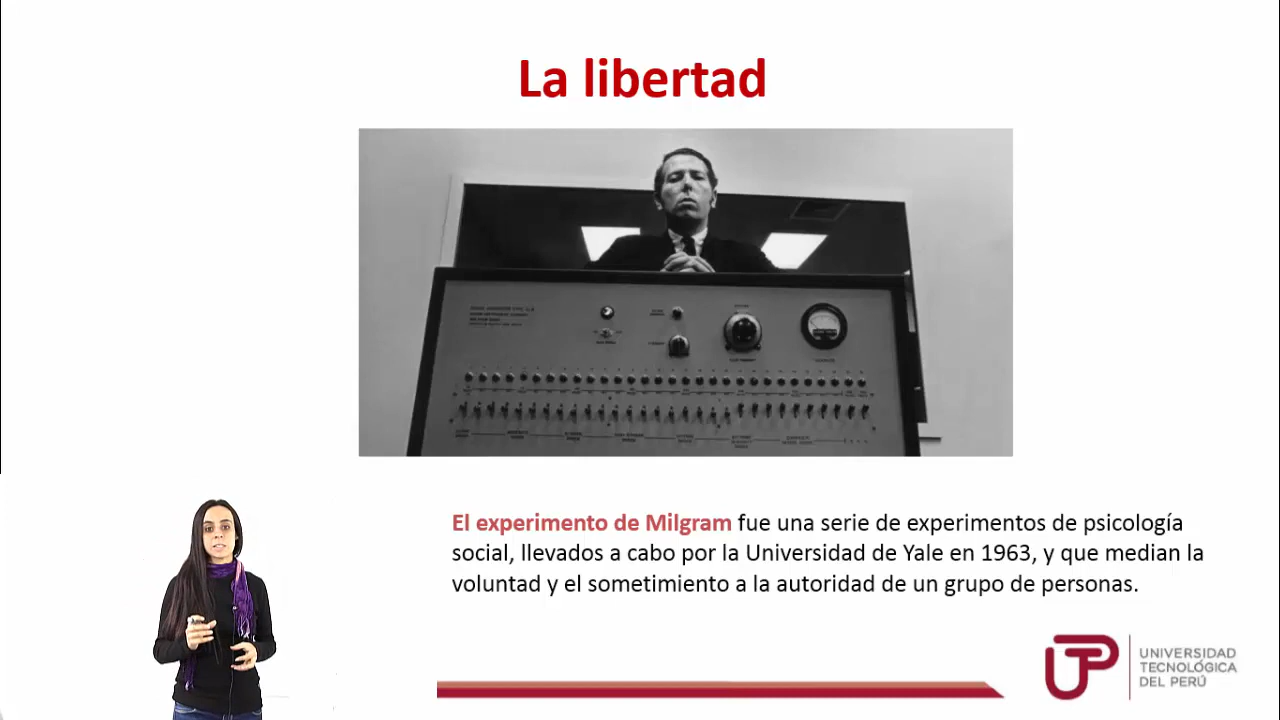 La libertad
El experimento de Milgram fue una serie de experimentos de psicología
social, llevados a cabo por la Universidad de Yale en 1963, y que median la
voluntad y el sometimiento a la autoridad de un grupo de personas.
UTP
UNIVERSIDAD
TECNOLÓGICA
DEL PERÚ